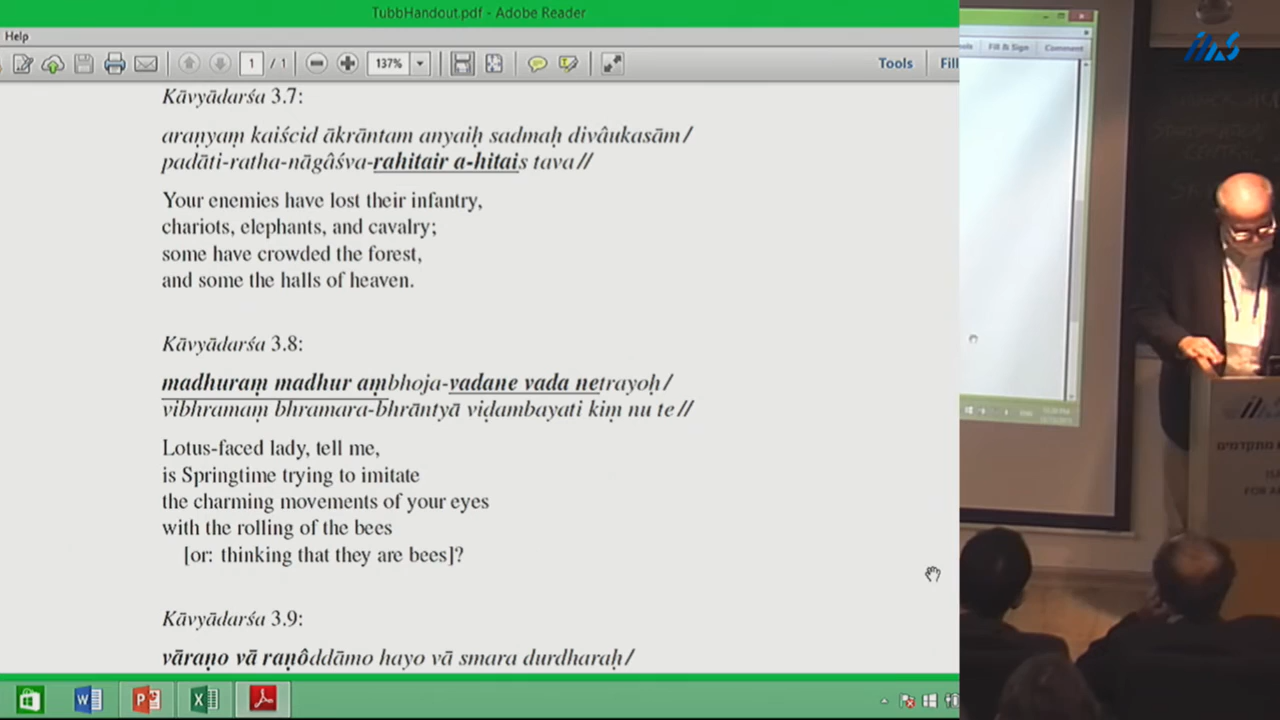 TubbHandout.pdf - Adobe Reader
Help
1 / 1 137% Tools Fill
Kāvyādarśa 3.7:
araṇyaṃ kaiścid ākrāntam anyaiḥ sadmaḥ divâukasām/
padāti-ratha-nāgâśva-rahitair a-hitais tava//
Your enemies have lost their infantry,
chariots, elephants, and cavalry;
some have crowded the forest,
and some the halls of heaven.
Kāvyādarśa 3.8:
madhuraṃ madhur aṃbhoja-vadane vada netrayoḥ/
vibhramaṃ bhramara-bhrāntyā viḍambayati kiṃ nu te//
Lotus-faced lady, tell me,
is Springtime trying to imitate
the charming movements of your eyes
with the rolling of the bees
[or: thinking that they are bees]?
Kāvyādarśa 3.9:
vāraṇo vā raṇôddāmo hayo vā smara durdharaḥ/
Fill & Sign Comment
IIAS